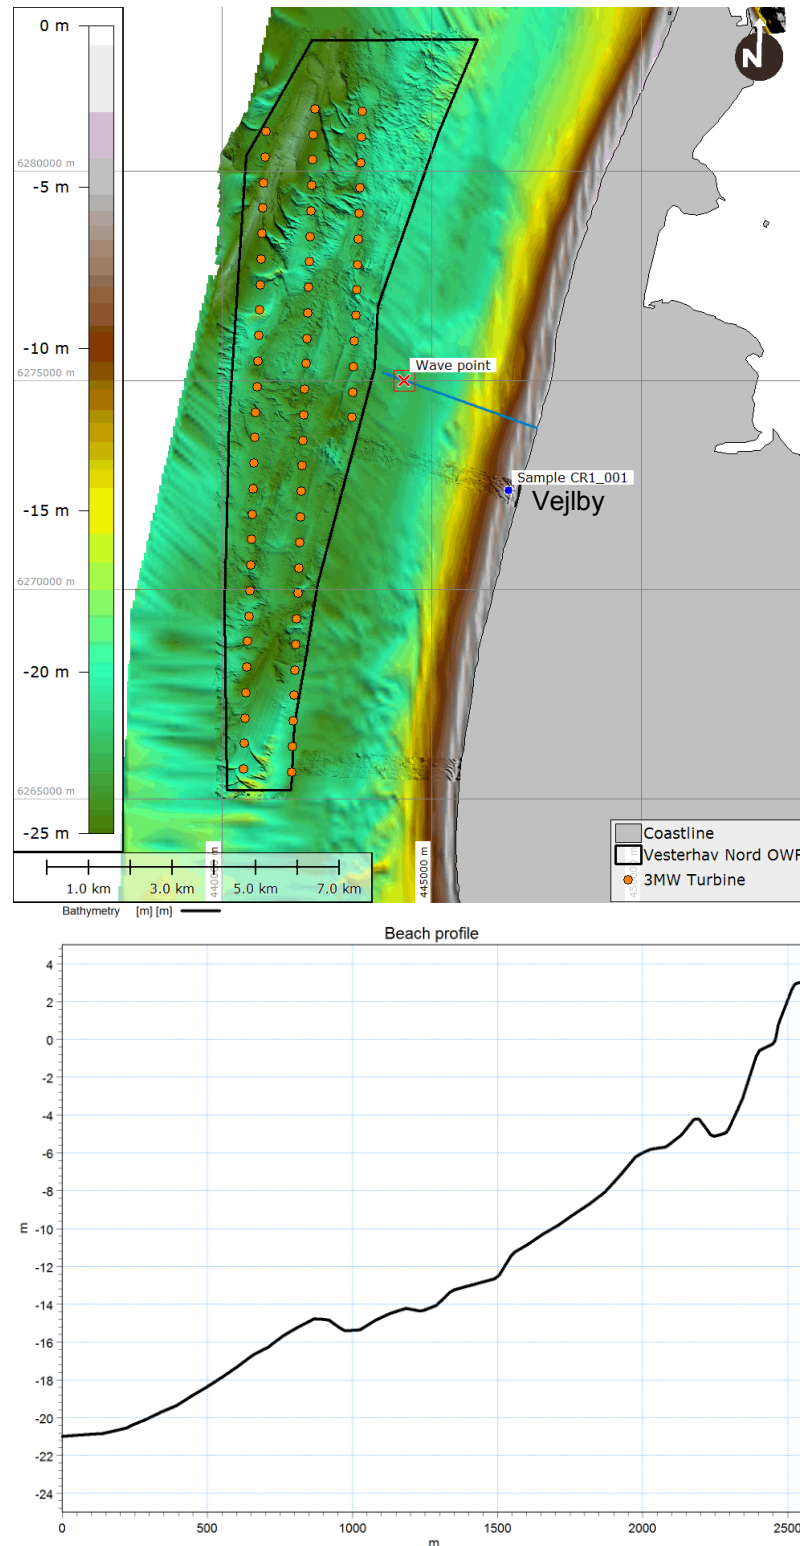 0 m
N
6280000 m
-5 m
-10 m
Wave point
6275000 m
Sample CR1_001
Vejlby
-15 m
6270000 m
-20 m
6265000 m
-25 m
Coastline
440000 m
445000 m
Vesterhav Nord OWF
1.0 km 3.0 km 5.0 km 7.0 km
3MW Turbine
Bathymetry [m] [m]
Beach profile
4
2
0
-2
-4
-6
-8
m
-10
-12
-14
-16
-18
-20
-22
-24
0 500 1000 1500 2000 2500
m